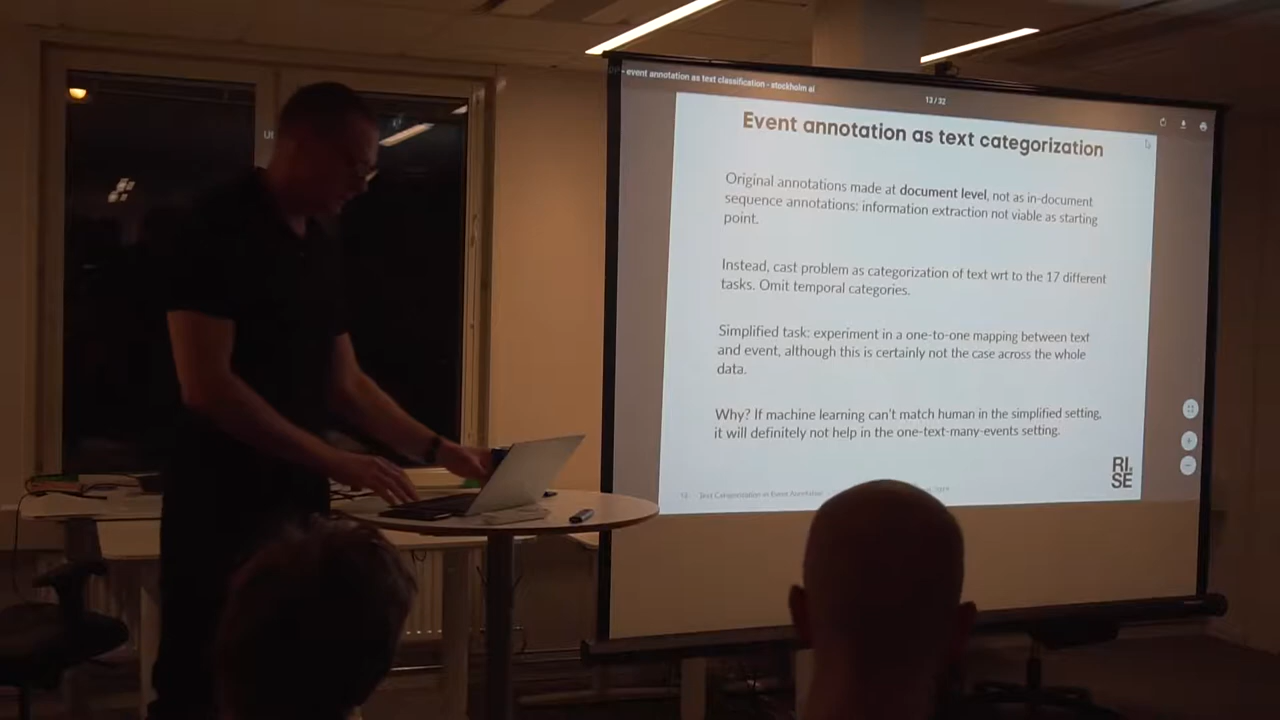 - event annotation as text classification - stockholm ai
13 / 32
Event annotation as text categorization
Original annotations made at document level, not as in-document
sequence annotations: information extraction not viable as starting
point.
Instead, cast problem as categorization of text wrt to the 17 different
tasks. Omit temporal categories.
Simplified task: experiment in a one-to-one mapping between text
and event, although this is certainly not the case across the whole
data.
Why? If machine learning can't match human in the simplified setting,
it will definitely not help in the one-text-many-events setting.
RI.
SE
Text Categorization in Event Annotation